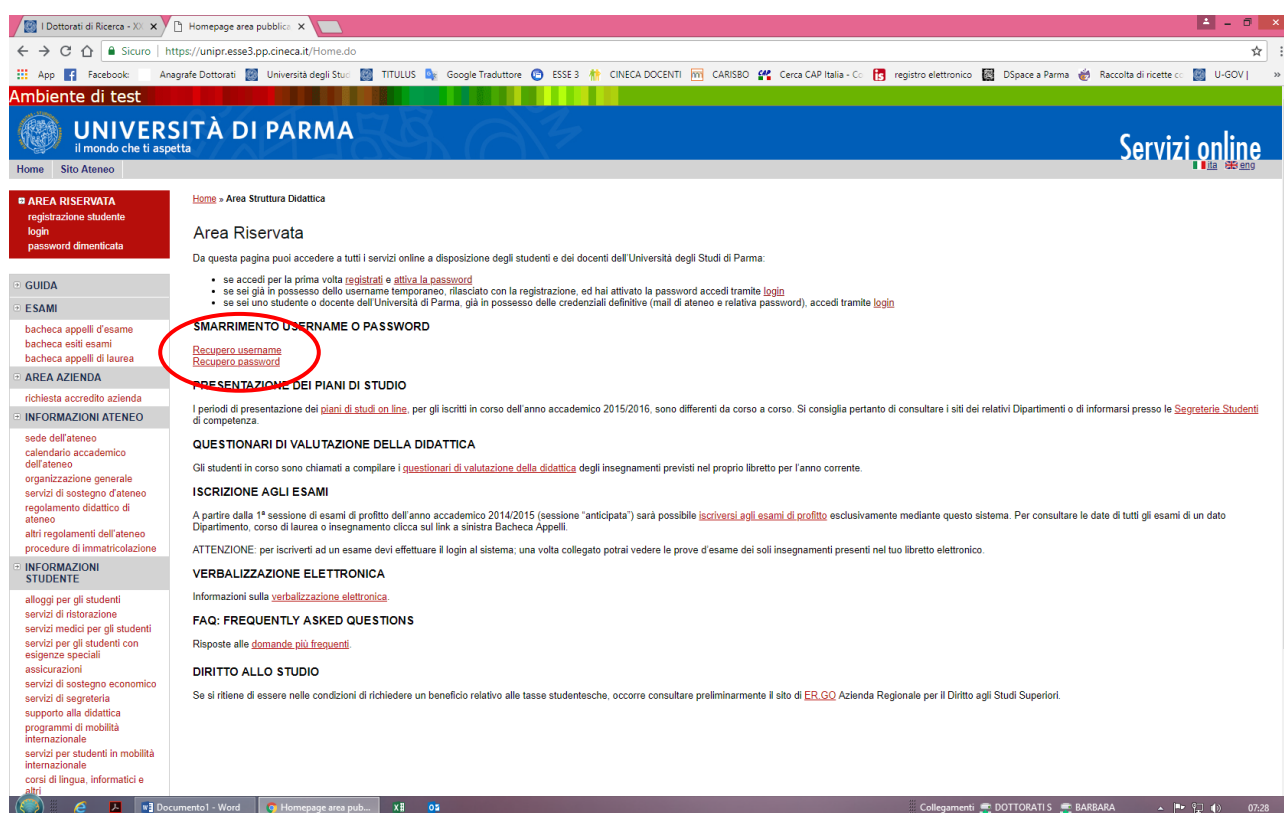 I Dottorati di Ricerca - XX
Homepage area pubblica
Sicuro | https://unipr.esse3.pp.cineca.it/Home.do
App Facebook Anagrafe Dottorati Università degli Stud TITULUS Google Traduttore ESSE 3 CINECA DOCENTI CARISBO Cerca CAP Italia - Co registro elettronico DSpace a Parma Raccolta di ricette cu U-GOV | »
Ambiente di test
UNIVERSITÀ DI PARMA
il mondo che ti aspetta
Servizi online
Home Sito Ateneo
ita eng
AREA RISERVATA
registrazione studente
login
password dimenticata
GUIDA
ESAMI
bacheca appelli d'esame
bacheca esiti esami
bacheca appelli di laurea
AREA AZIENDA
richiesta accredito azienda
INFORMAZIONI ATENEO
sede dell'ateneo
calendario accademico
dell'ateneo
organizzazione generale
servizi di sostegno d'ateneo
regolamento didattico di
ateneo
altri regolamenti dell'ateneo
procedure di immatricolazione
INFORMAZIONI
STUDENTE
alloggi per gli studenti
servizi di ristorazione
servizi medici per gli studenti
servizi per gli studenti con
esigenze speciali
assicurazioni
servizi di sostegno economico
servizi di segreteria
supporto alla didattica
programmi di mobilità
internazionale
servizi per studenti in mobilità
internazionale
corsi di lingua, informatici e
altri
Home » Area Struttura Didattica
Area Riservata
Da questa pagina puoi accedere a tutti i servizi online a disposizione degli studenti e dei docenti dell'Università degli Studi di Parma:
• se accedi per la prima volta registrati e attiva la password
• se sei già in possesso dello username temporaneo, rilasciato con la registrazione, ed hai attivato la password accedi tramite login
• se sei uno studente o docente dell'Università di Parma, già in possesso delle credenziali definitive (mail di ateneo e relativa password), accedi tramite login
SMARRIMENTO USERNAME O PASSWORD
Recupero username
Recupero password
PRESENTAZIONE DEI PIANI DI STUDIO
I periodi di presentazione dei piani di studi on line, per gli iscritti in corso dell'anno accademico 2015/2016, sono differenti da corso a corso. Si consiglia pertanto di consultare i siti dei relativi Dipartimenti o di informarsi presso le Segreterie Studenti
di competenza.
QUESTIONARI DI VALUTAZIONE DELLA DIDATTICA
Gli studenti in corso sono chiamati a compilare i questionari di valutazione della didattica degli insegnamenti previsti nel proprio libretto per l'anno corrente.
ISCRIZIONE AGLI ESAMI
A partire dalla 1ª sessione di esami di profitto dell'anno accademico 2014/2015 (sessione "anticipata") sarà possibile iscriversi agli esami di profitto esclusivamente mediante questo sistema. Per consultare le date di tutti gli esami di un dato
Dipartimento, corso di laurea o insegnamento clicca sul link a sinistra Bacheca Appelli.
ATTENZIONE: per iscriverti ad un esame devi effettuare il login al sistema; una volta collegato potrai vedere le prove d'esame dei soli insegnamenti presenti nel tuo libretto elettronico.
VERBALIZZAZIONE ELETTRONICA
Informazioni sulla verbalizzazione elettronica.
FAQ: FREQUENTLY ASKED QUESTIONS
Risposte alle domande più frequenti.
DIRITTO ALLO STUDIO
Se si ritiene di essere nelle condizioni di richiedere un beneficio relativo alle tasse studentesche, occorre consultare preliminarmente il sito di ER.GO Azienda Regionale per il Diritto agli Studi Superiori.
Documento1 - Word Homepage area pub... Collegamenti DOTTORATI S BARBARA 07:28